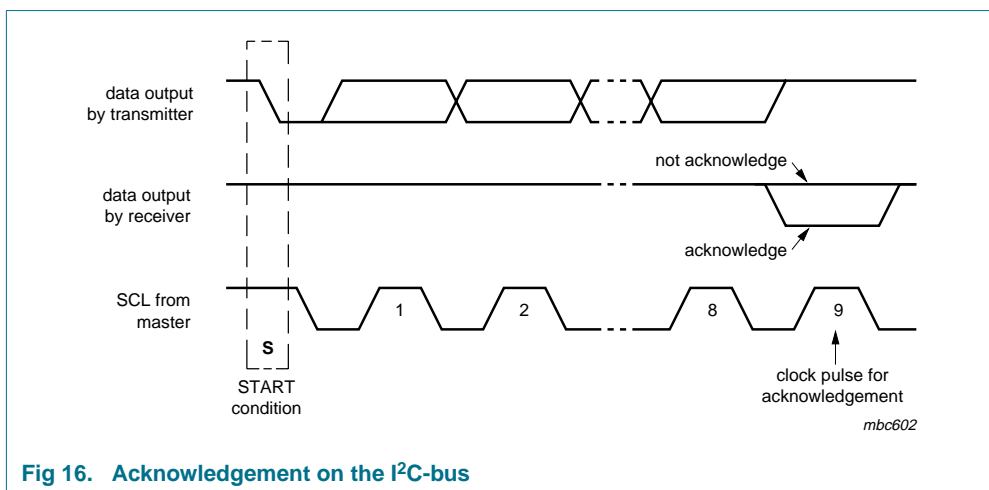 data output
by transmitter
not acknowledge
data output
by receiver
acknowledge
SCL from
master
1
2
8
9
S
START
condition
clock pulse for
acknowledgement
mbc602
Fig 16. Acknowledgement on the I²C-bus